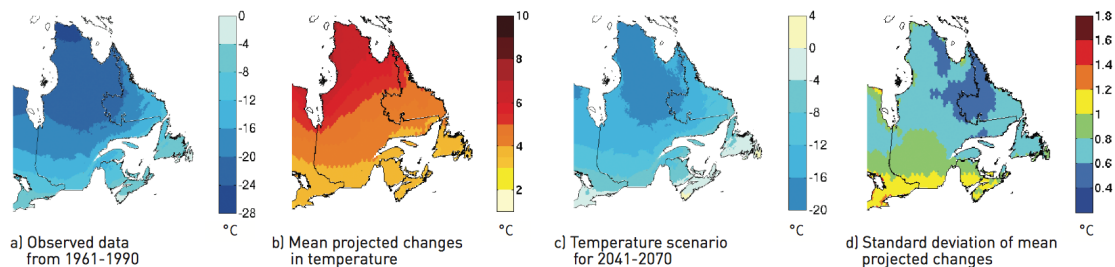 0
-4
-8
-12
-16
-20
-24
-28
°C
a) Observed data
from 1961-1990
10
8
6
4
2
°C
b) Mean projected changes
in temperature
4
0
-4
-8
-12
-16
-20
°C
c) Temperature scenario
for 2041-2070
1.8
1.6
1.4
1.2
1
0.8
0.6
0.4
°C
d) Standard deviation of mean
projected changes